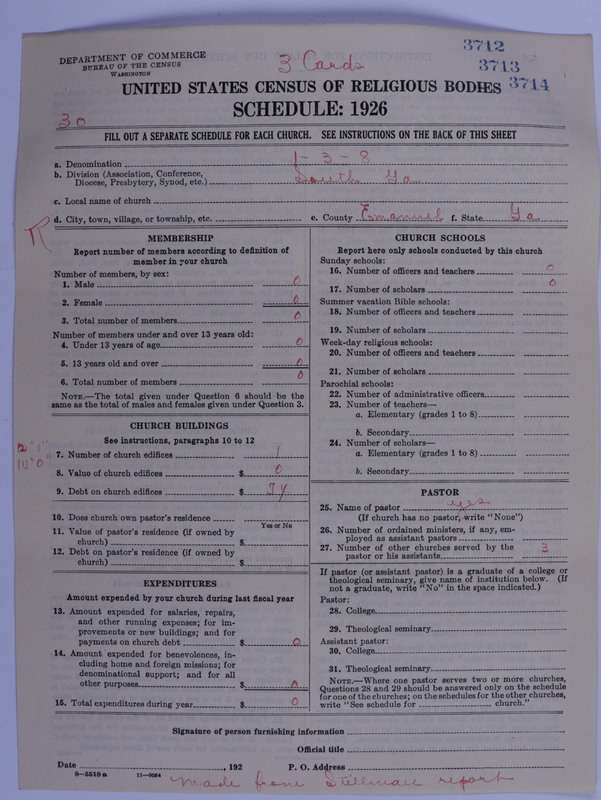 DEPARTMENT OF COMMERCE
BUREAU OF THE CENSUS
WASHINGTON
3 Cards
3712
3713
3714
UNITED STATES CENSUS OF RELIGIOUS BODIES
SCHEDULE: 1926
30
FILL OUT A SEPARATE SCHEDULE FOR EACH CHURCH. SEE INSTRUCTIONS ON THE BACK OF THIS SHEET
a. Denomination 1-3-8
b. Division (Association, Conference,
Diocese, Presbytery, Synod, etc.) South Ga
c. Local name of church
d. City, town, village, or township, etc. e. County Emanuel f. State Ga
R
MEMBERSHIP
Report number of members according to definition of
member in your church
Number of members, by sex:
1. Male 0
2. Female 0
3. Total number of members 0
Number of members under and over 13 years old:
4. Under 13 years of age 0
5. 13 years old and over 0
6. Total number of members 0
NOTE.—The total given under Question 6 should be
same as the total of males and females given under Question 3.
CHURCH BUILDINGS
See instructions, paragraphs 10 to 12
7. Number of church edifices 1
8. Value of church edifices $ 0
9. Debt on church edifices $
10. Does church own pastor's residence
Yes or No
11. Value of pastor's residence (if owned by
church) $
12. Debt on pastor's residence (if owned by
church) $
EXPENDITURES
Amount expended by your church during last fiscal year
13. Amount expended for salaries, repairs,
and other running expenses; for im-
provements or new buildings; and for
payments on church debt $ 0
14. Amount expended for benevolences, in-
cluding home and foreign missions; for
denominational support; and for all
other purposes $ 0
15. Total expenditures during year $ 0
CHURCH SCHOOLS
Report here only schools conducted by this church
Sunday schools:
16. Number of officers and teachers 0
17. Number of scholars 0
Summer vacation Bible schools:
18. Number of officers and teachers
19. Number of scholars
Week-day religious schools:
20. Number of officers and teachers
21. Number of scholars
Parochial schools:
22. Number of administrative officers
23. Number of teachers—
a. Elementary (grades 1 to 8)
b. Secondary
24. Number of scholars—
a. Elementary (grades 1 to 8)
b. Secondary
PASTOR
25. Name of pastor yes
(If church has no pastor, write "None")
26. Number of ordained ministers, if any, em-
ployed as assistant pastors
27. Number of other churches served by the
pastor or his assistants 3
If pastor (or assistant pastor) is a graduate of a college or
theological seminary, give name of institution below. (If
not a graduate, write "No" in the space indicated.)
Pastor:
28. College
29. Theological seminary
Assistant pastor:
30. College
31. Theological seminary
NOTE.—Where one pastor serves two or more churches,
Questions 28 and 29 should be answered only on the schedule
for one of the churches; on the schedules for the other churches,
write "See schedule for church."
Signature of person furnishing information
Official title
Date , 192 P. O. Address
8—5518 a 11—9034
made from Stillman report